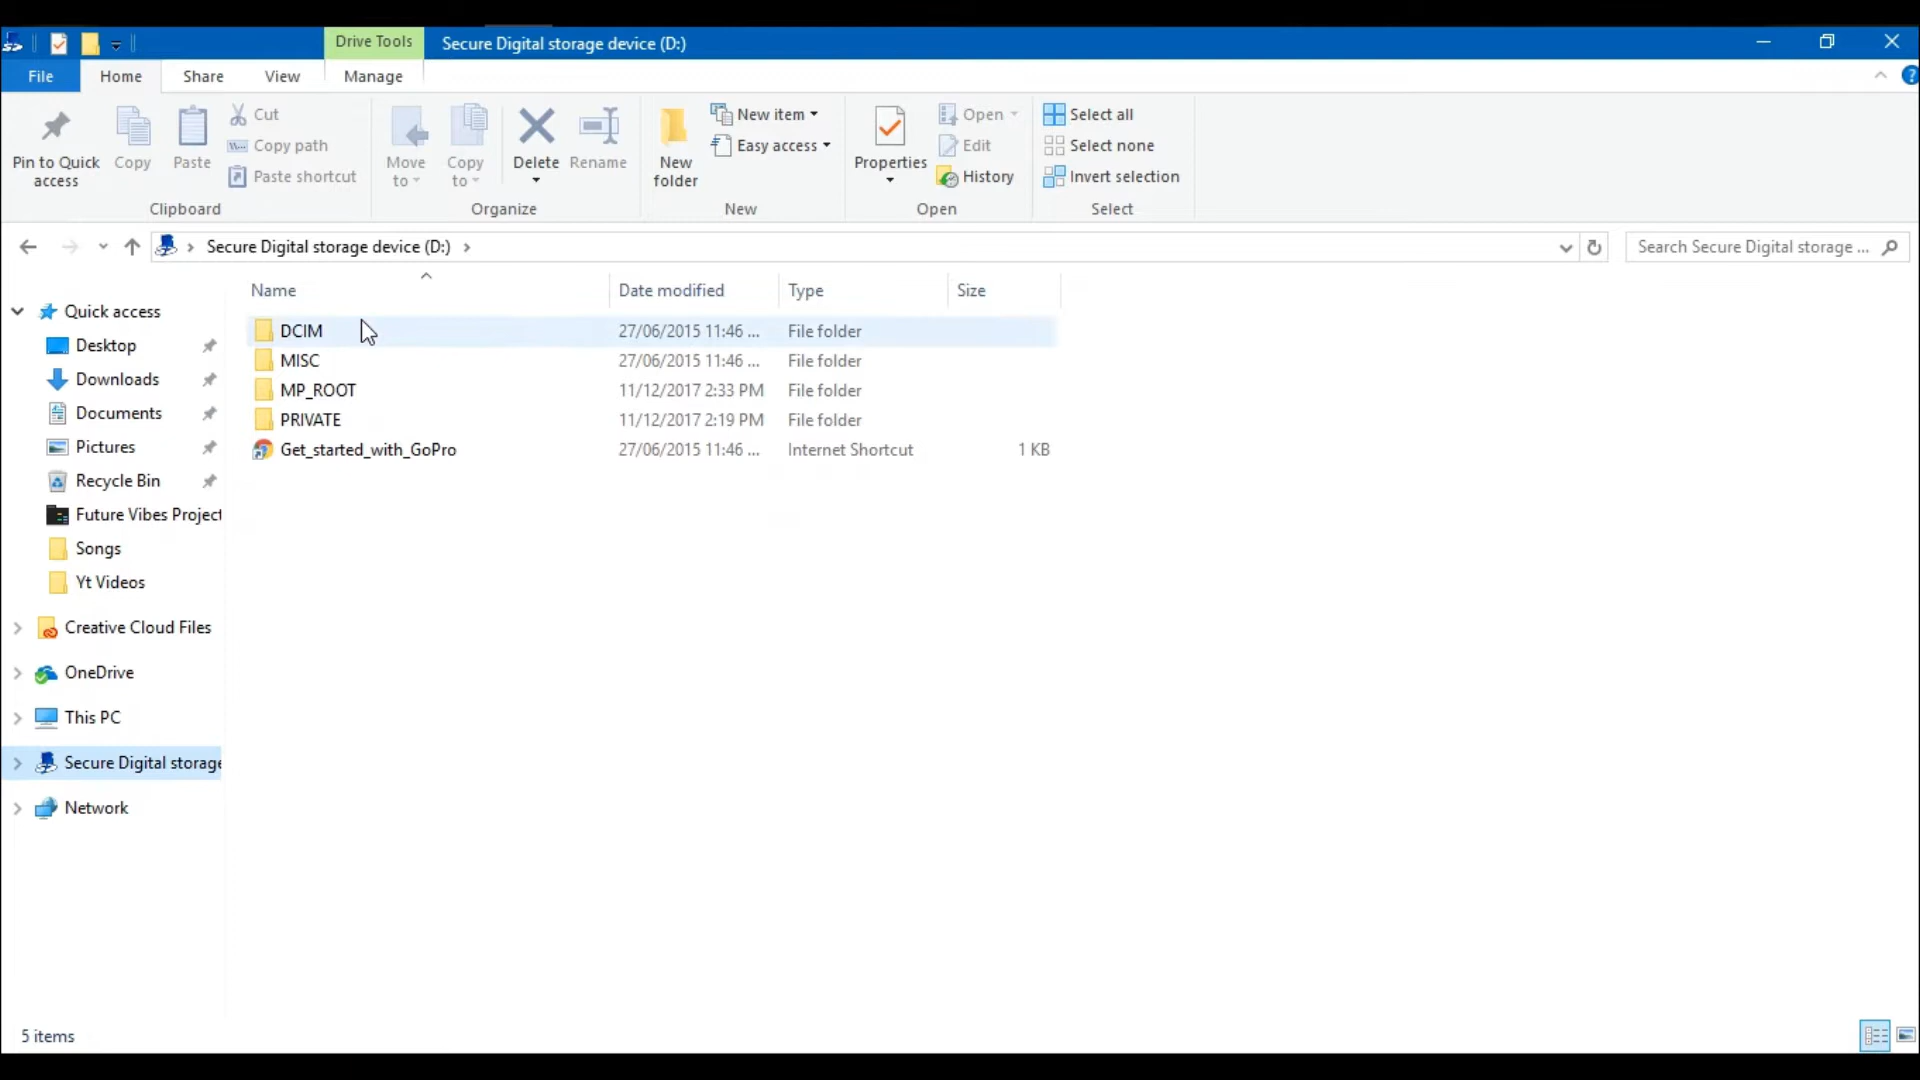 Drive Tools
Secure Digital storage device (D:)
File
Home
Share
View
Manage
Pin to Quick access
Copy
Paste
Cut
Copy path
Paste shortcut
Clipboard
Move to
Copy to
Delete
Rename
Organize
New folder
New item
Easy access
New
Properties
Open
Edit
History
Open
Select all
Select none
Invert selection
Select
Secure Digital storage device (D:)
Search Secure Digital storage ...
Name
Date modified
Type
Size
DCIM 27/06/2015 11:46 ... File folder
MISC 27/06/2015 11:46 ... File folder
MP_ROOT 11/12/2017 2:33 PM File folder
PRIVATE 11/12/2017 2:19 PM File folder
Get_started_with_GoPro 27/06/2015 11:46 ... Internet Shortcut 1 KB
Quick access
Desktop
Downloads
Documents
Pictures
Recycle Bin
Future Vibes Project
Songs
Yt Videos
Creative Cloud Files
OneDrive
This PC
Secure Digital storage
Network
5 items